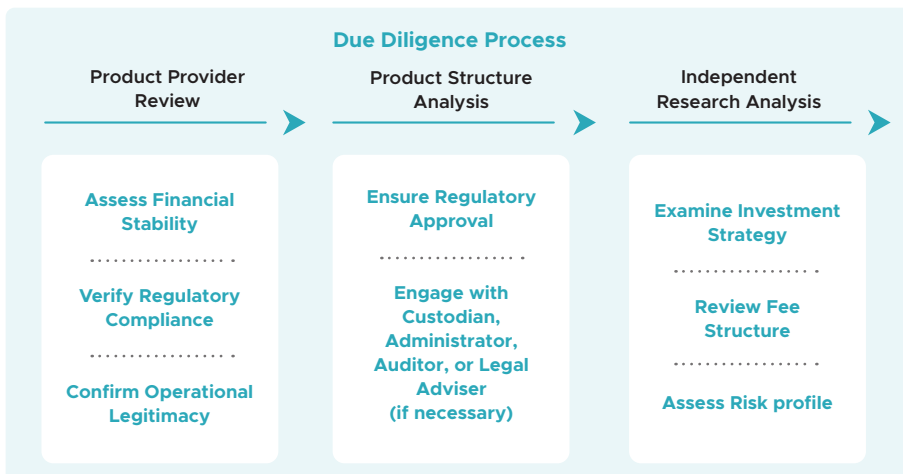 Due Diligence Process
Product Provider
Review
Product Structure
Analysis
Independent
Research Analysis
Assess Financial
Stability
Verify Regulatory
Compliance
Confirm Operational
Legitimacy
Ensure Regulatory
Approval
Engage with
Custodian,
Administrator,
Auditor, or Legal
Adviser
(if necessary)
Examine Investment
Strategy
Review Fee
Structure
Assess Risk profile